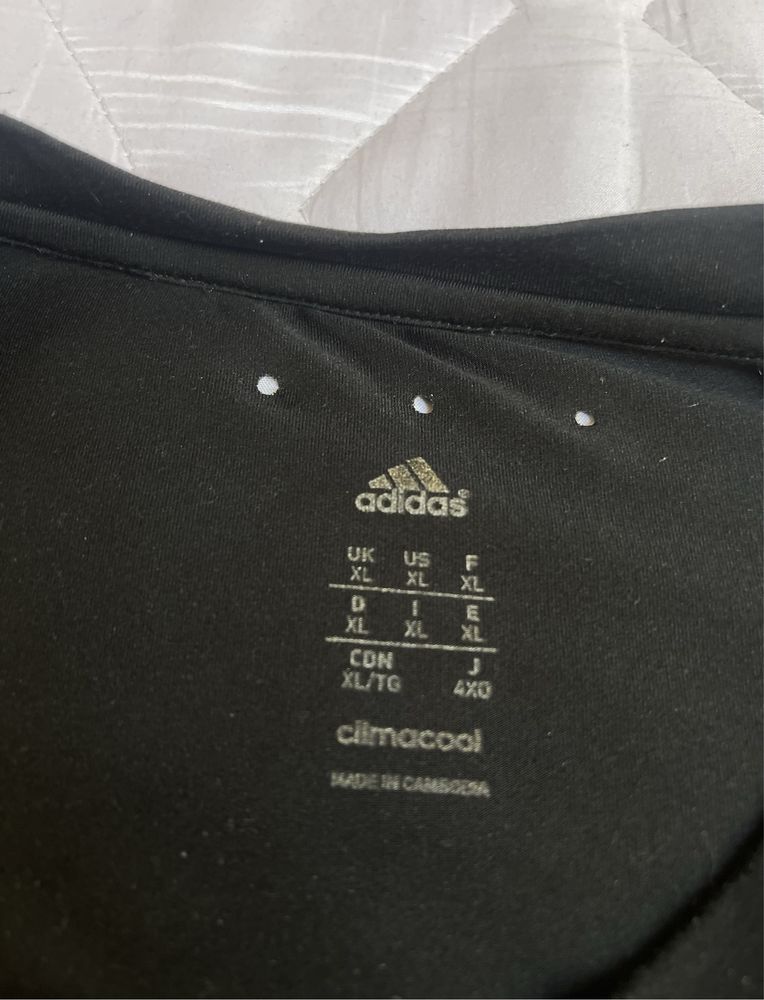 adidas®
UK US F
XL XL XL
D I E
XL XL XL
CDN J
XL/TG 4XO
climacool
MADE IN CAMBODIA